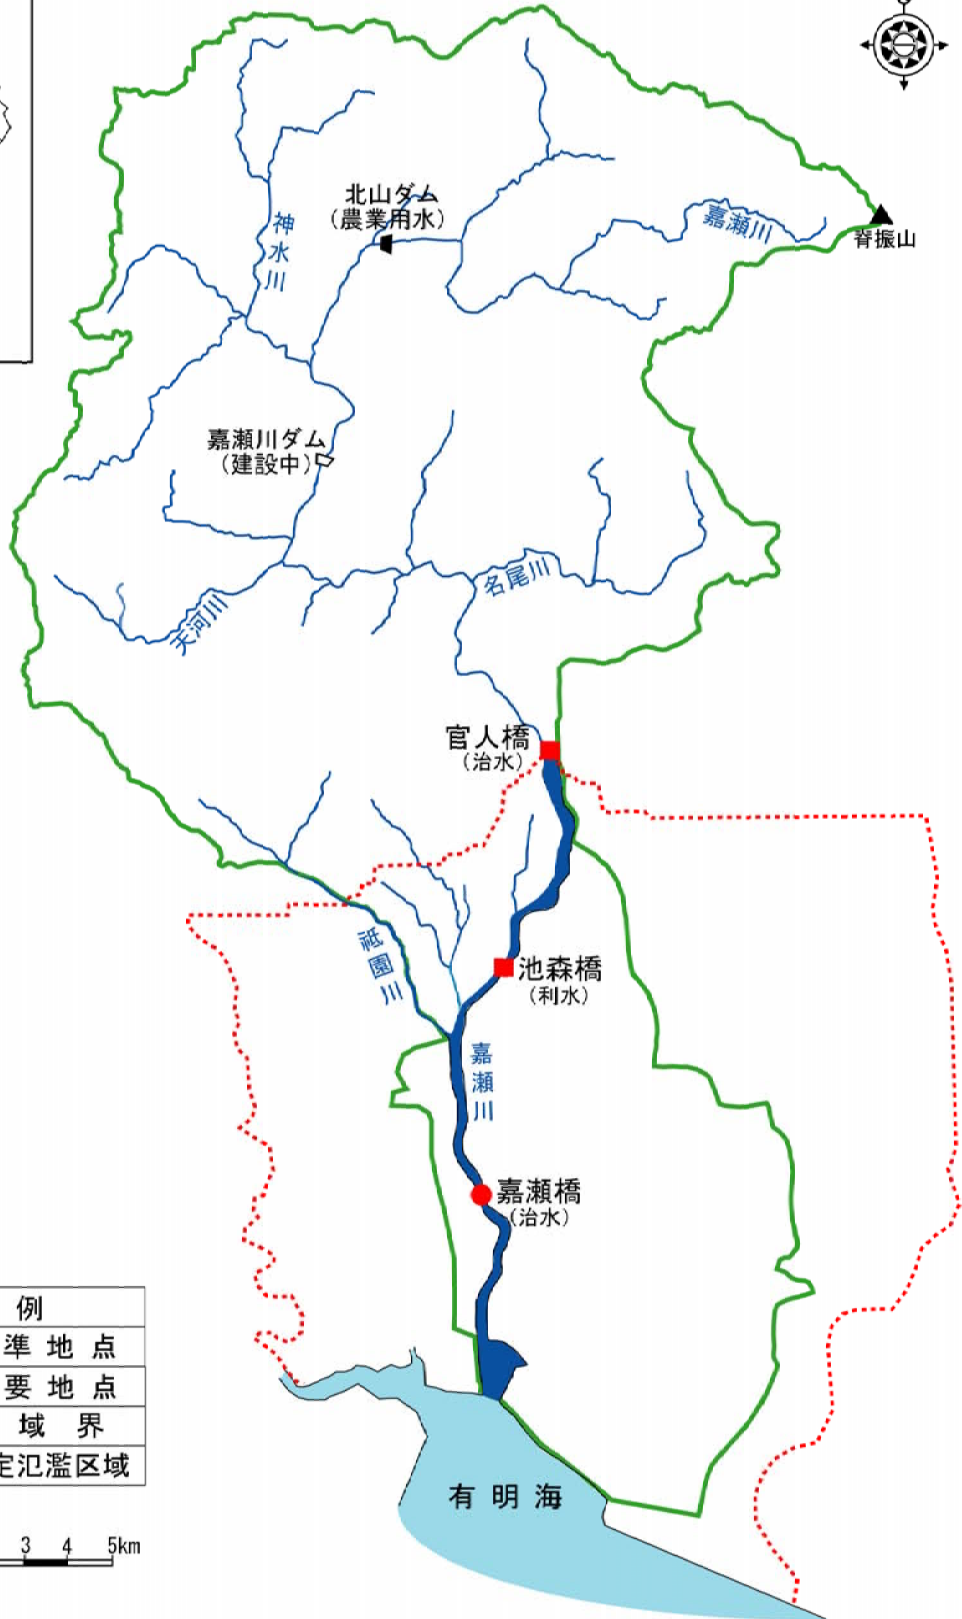 北山ダム
(農業用水)
神水川
嘉瀬川
脊振山
嘉瀬川ダム
(建設中)
名尾川
天河川
官人橋
(治水)
祗園川
池森橋
(利水)
嘉瀬川
嘉瀬橋
(治水)
例
準地点
要地点
域界
定氾濫区域
有明海
3 4 5km